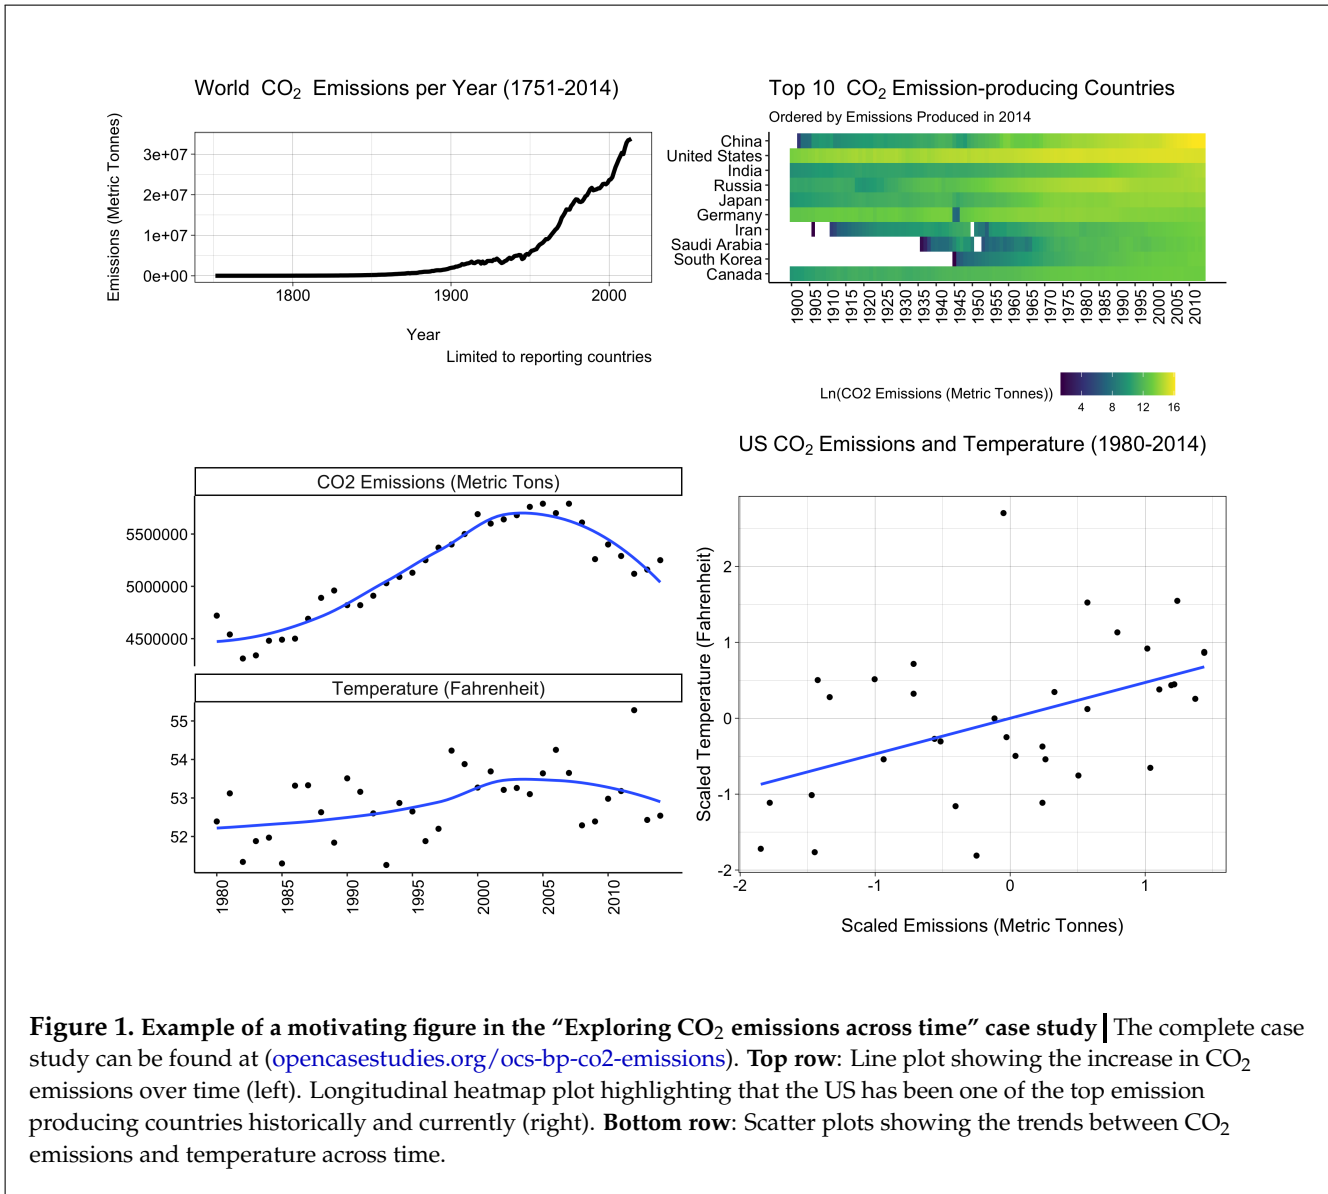 World CO2 Emissions per Year (1751-2014)
Emissions (Metric Tonnes)
3e+07
2e+07
1e+07
0e+00
1800
1900
2000
Year
Limited to reporting countries
Top 10 CO2 Emission-producing Countries
Ordered by Emissions Produced in 2014
China
United States
India
Russia
Japan
Germany
Iran
Saudi Arabia
South Korea
Canada
1900
1905
1910
1915
1920
1925
1930
1935
1940
1945
1950
1955
1960
1965
1970
1975
1980
1985
1990
1995
2000
2005
2010
Ln(CO2 Emissions (Metric Tonnes))
4
8
12
16
CO2 Emissions (Metric Tons)
5500000
5000000
4500000
Temperature (Fahrenheit)
55
54
53
52
1980
1985
1990
1995
2000
2005
2010
US CO2 Emissions and Temperature (1980-2014)
Scaled Temperature (Fahrenheit)
2
1
0
-1
-2
-2
-1
0
1
Scaled Emissions (Metric Tonnes)
Figure 1. Example of a motivating figure in the “Exploring CO2 emissions across time” case study | The complete case
study can be found at (opencasestudies.org/ocs-bp-co2-emissions). Top row: Line plot showing the increase in CO2
emissions over time (left). Longitudinal heatmap plot highlighting that the US has been one of the top emission
producing countries historically and currently (right). Bottom row: Scatter plots showing the trends between CO2
emissions and temperature across time.